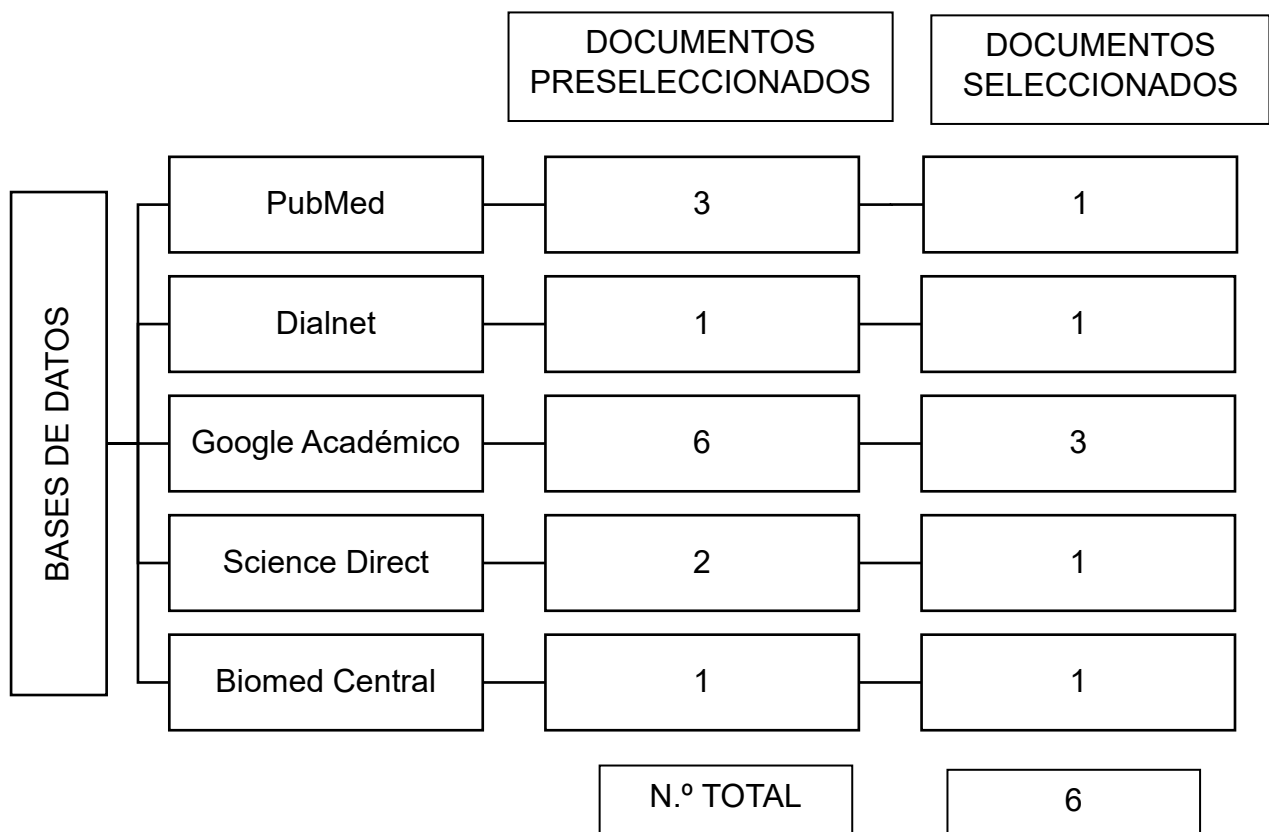 DOCUMENTOS
PRESELECCIONADOS
DOCUMENTOS
SELECCIONADOS
BASES DE DATOS
PubMed
3
1
Dialnet
1
1
Google Académico
6
3
Science Direct
2
1
Biomed Central
1
1
N.º TOTAL
6